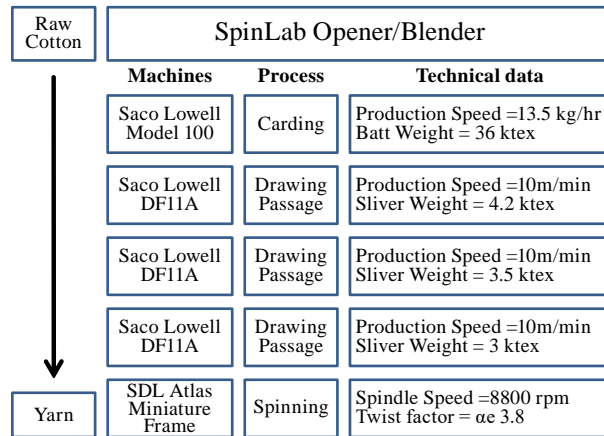 Raw
Cotton
SpinLab Opener/Blender
Machines Process Technical data
Saco Lowell
Model 100
Carding
Production Speed =13.5 kg/hr
Batt Weight = 36 ktex
Saco Lowell
DF11A
Drawing
Passage
Production Speed =10m/min
Sliver Weight = 4.2 ktex
Saco Lowell
DF11A
Drawing
Passage
Production Speed =10m/min
Sliver Weight = 3.5 ktex
Saco Lowell
DF11A
Drawing
Passage
Production Speed =10m/min
Sliver Weight = 3 ktex
Yarn
SDL Atlas
Miniature
Frame
Spinning
Spindle Speed =8800 rpm
Twist factor = αe 3.8